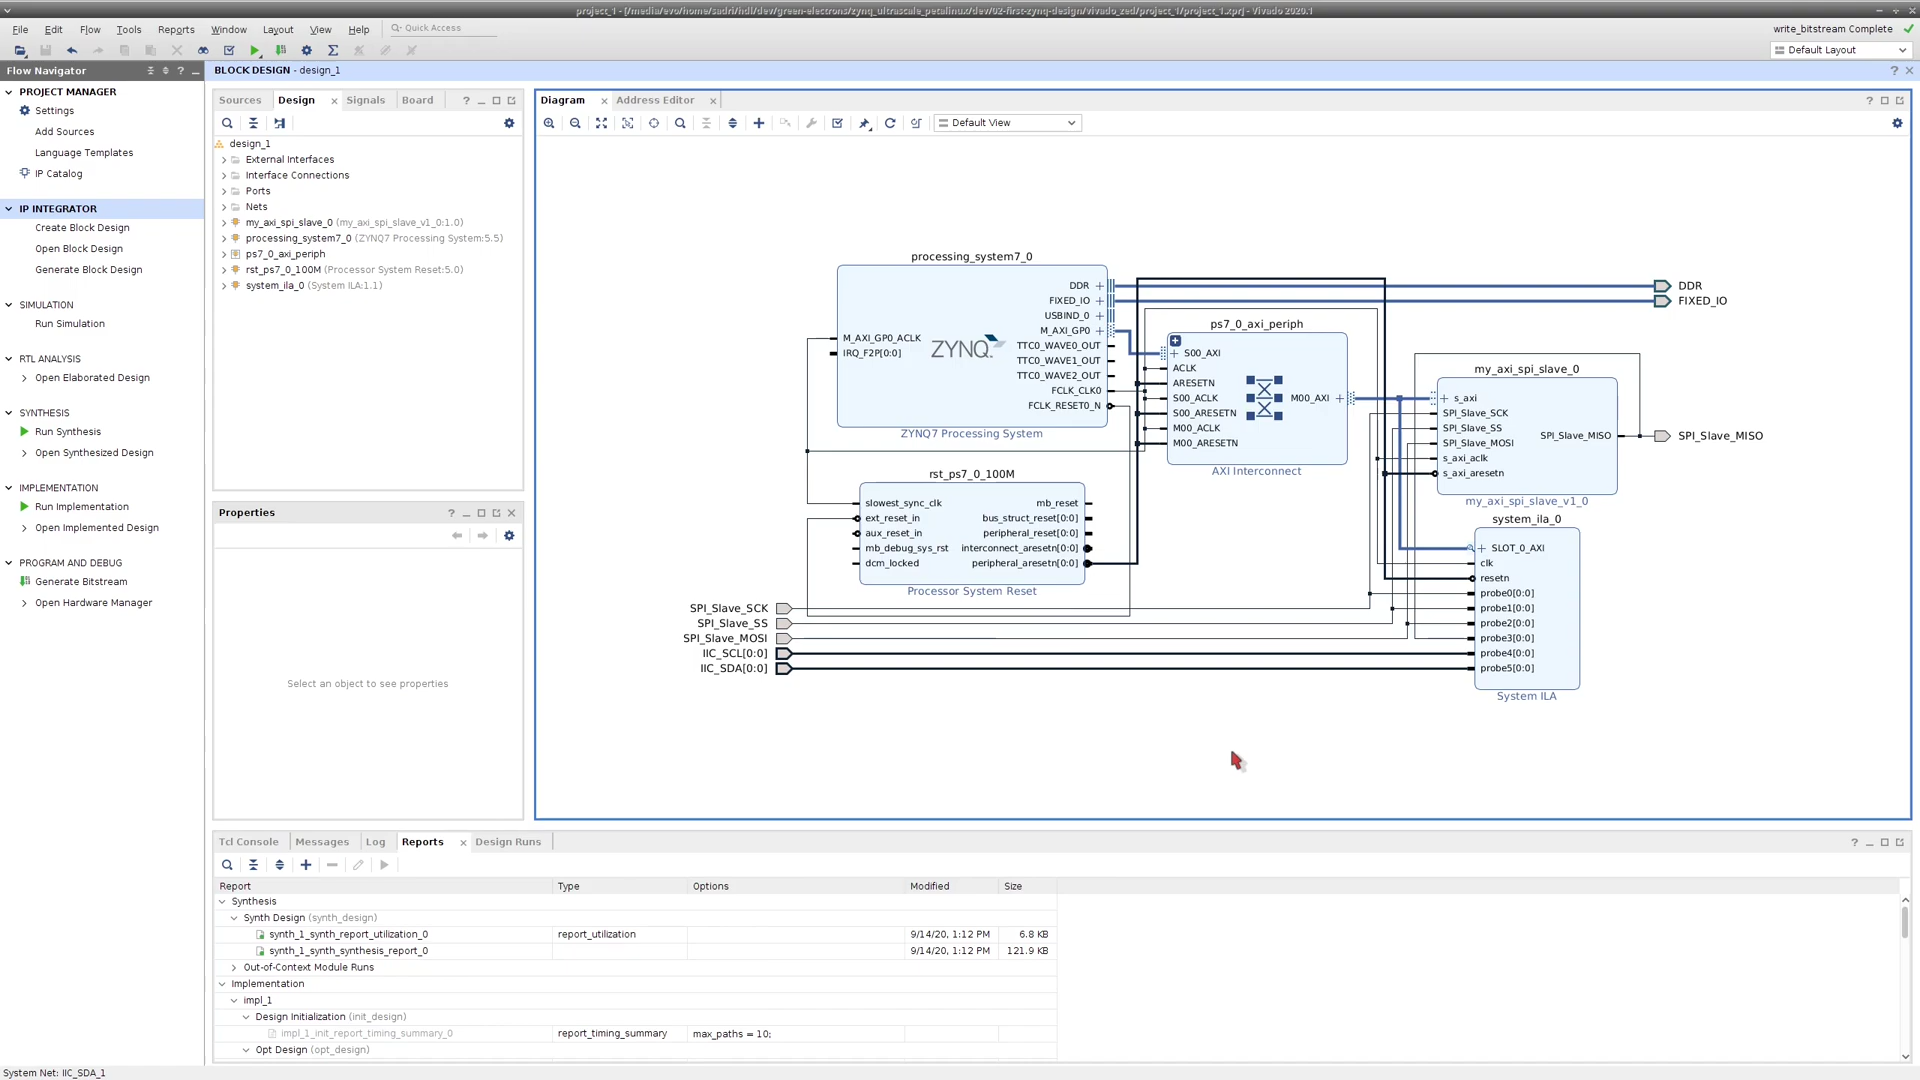 project_1 - [/media/evo/home/sadri/hdl/dev/green-electrons/zynq_ultrascale_petalinux/dev/02-first-zynq-design/vivado_zed/project_1/project_1.xpr] - Vivado 2020.1
File Edit Flow Tools Reports Window Layout View Help Quick Access
write_bitstream Complete
Default Layout
Flow Navigator
PROJECT MANAGER
Settings
Add Sources
Language Templates
IP Catalog
IP INTEGRATOR
Create Block Design
Open Block Design
Generate Block Design
SIMULATION
Run Simulation
RTL ANALYSIS
Open Elaborated Design
SYNTHESIS
Run Synthesis
Open Synthesized Design
IMPLEMENTATION
Run Implementation
Open Implemented Design
PROGRAM AND DEBUG
Generate Bitstream
Open Hardware Manager
BLOCK DESIGN - design_1
Sources Design Signals Board
design_1
External Interfaces
Interface Connections
Ports
Nets
my_axi_spi_slave_0 (my_axi_spi_slave_v1_0:1.0)
processing_system7_0 (ZYNQ7 Processing System:5.5)
ps7_0_axi_periph
rst_ps7_0_100M (Processor System Reset:5.0)
system_ila_0 (System ILA:1.1)
Properties
Select an object to see properties
Diagram Address Editor
Default View
processing_system7_0
M_AXI_GP0_ACLK
IRQ_F2P[0:0]
ZYNQ
DDR
FIXED_IO
USBIND_0
M_AXI_GP0
TTC0_WAVE0_OUT
TTC0_WAVE1_OUT
TTC0_WAVE2_OUT
FCLK_CLK0
FCLK_RESET0_N
ZYNQ7 Processing System
rst_ps7_0_100M
slowest_sync_clk
ext_reset_in
aux_reset_in
mb_debug_sys_rst
dcm_locked
mb_reset
bus_struct_reset[0:0]
peripheral_reset[0:0]
interconnect_aresetn[0:0]
peripheral_aresetn[0:0]
Processor System Reset
SPI_Slave_SCK
SPI_Slave_SS
SPI_Slave_MOSI
IIC_SCL[0:0]
IIC_SDA[0:0]
ps7_0_axi_periph
S00_AXI
ACLK
ARESETN
S00_ACLK
S00_ARESETN
M00_ACLK
M00_ARESETN
M00_AXI
AXI Interconnect
DDR
FIXED_IO
my_axi_spi_slave_0
s_axi
SPI_Slave_SCK
SPI_Slave_SS
SPI_Slave_MOSI
s_axi_aclk
s_axi_aresetn
SPI_Slave_MISO
my_axi_spi_slave_v1_0
SPI_Slave_MISO
system_ila_0
SLOT_0_AXI
clk
resetn
probe0[0:0]
probe1[0:0]
probe2[0:0]
probe3[0:0]
probe4[0:0]
probe5[0:0]
System ILA
Tcl Console Messages Log Reports Design Runs
Report Type Options Modified Size
Synthesis
Synth Design (synth_design)
synth_1_synth_report_utilization_0 report_utilization 9/14/20, 1:12 PM 6.8 KB
synth_1_synth_synthesis_report_0 9/14/20, 1:12 PM 121.9 KB
Out-of-Context Module Runs
Implementation
impl_1
Design Initialization (init_design)
impl_1_init_report_timing_summary_0 report_timing_summary max_paths = 10;
Opt Design (opt_design)
System Net: IIC_SDA_1